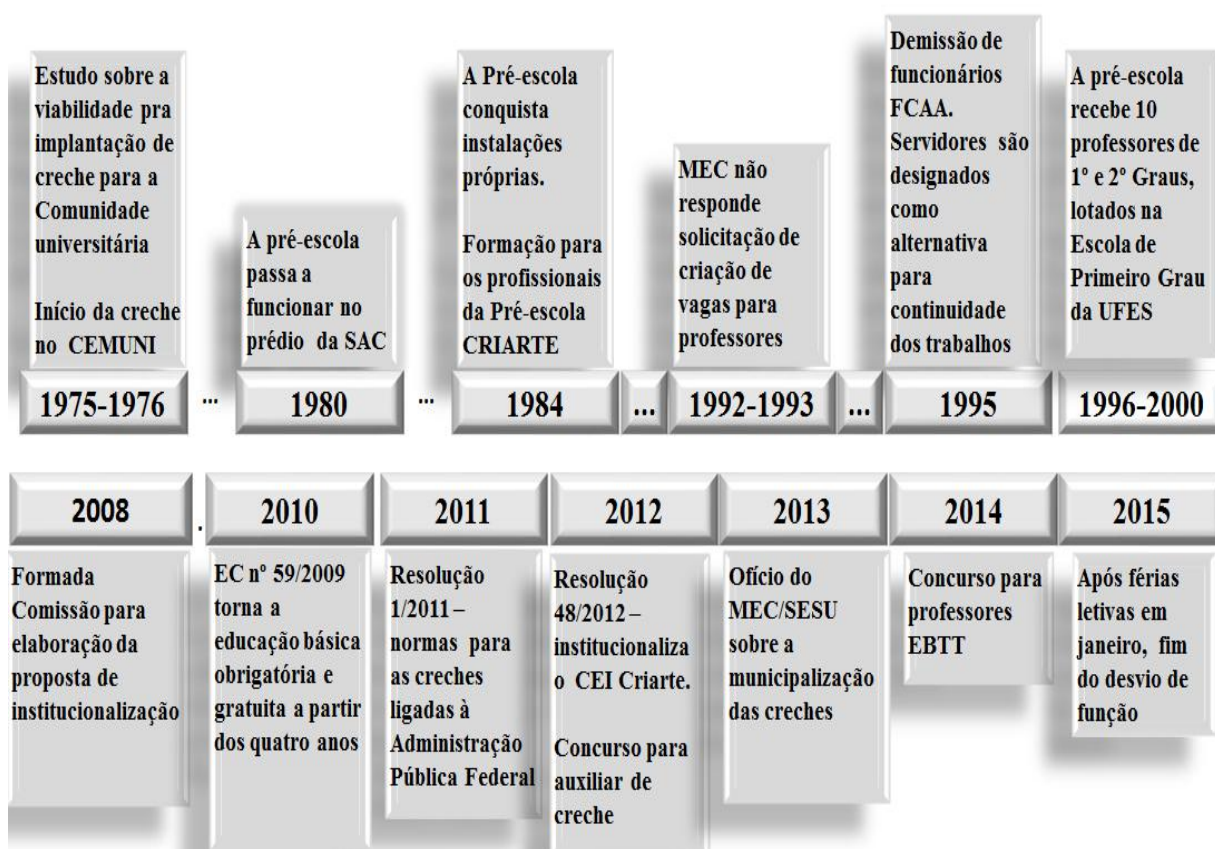 Estudo sobre a
viabilidade pra
implantação de
creche para a
Comunidade
universitária
Início da creche
no CEMUNI
1975-1976
...
A pré-escola
passa a
funcionar no
prédio da SAC
1980
...
A Pré-escola
conquista
instalações
próprias.
Formação para
os profissionais
da Pré-escola
CRIARTE
1984
...
MEC não
responde
solicitação de
criação de
vagas para
professores
1992-1993
...
Demissão de
funcionários
FCAA.
Servidores são
designados
como
alternativa
para
continuidade
dos trabalhos
1995
A pré-escola
recebe 10
professores de
1º e 2º Graus,
lotados na
Escola de
Primeiro Grau
da UFES
1996-2000
2008
Formada
Comissão para
elaboração da
proposta de
institucionalização
.
2010
EC nº 59/2009
torna a
educação básica
obrigatória e
gratuita a partir
dos quatro anos
2011
Resolução
1/2011 –
normas para
as creches
ligadas à
Administração
Pública Federal
2012
Resolução
48/2012 –
institucionaliza
o CEI Criarte.
Concurso para
auxiliar de
creche
2013
Ofício do
MEC/SESU
sobre a
municipalização
das creches
2014
Concurso para
professores
EBTT
2015
Após férias
letivas em
janeiro, fim
do desvio de
função